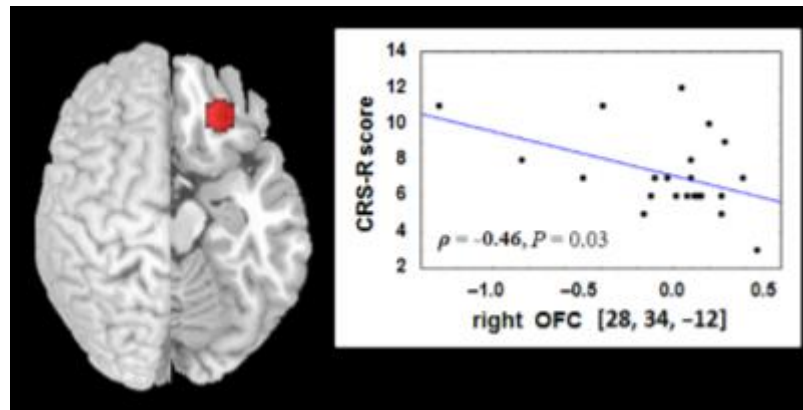 14
12
10
8
6
4
2
CRS-R score
ρ = -0.46, P = 0.03
−1.0 −0.5 0.0 0.5
right OFC [28, 34, −12]